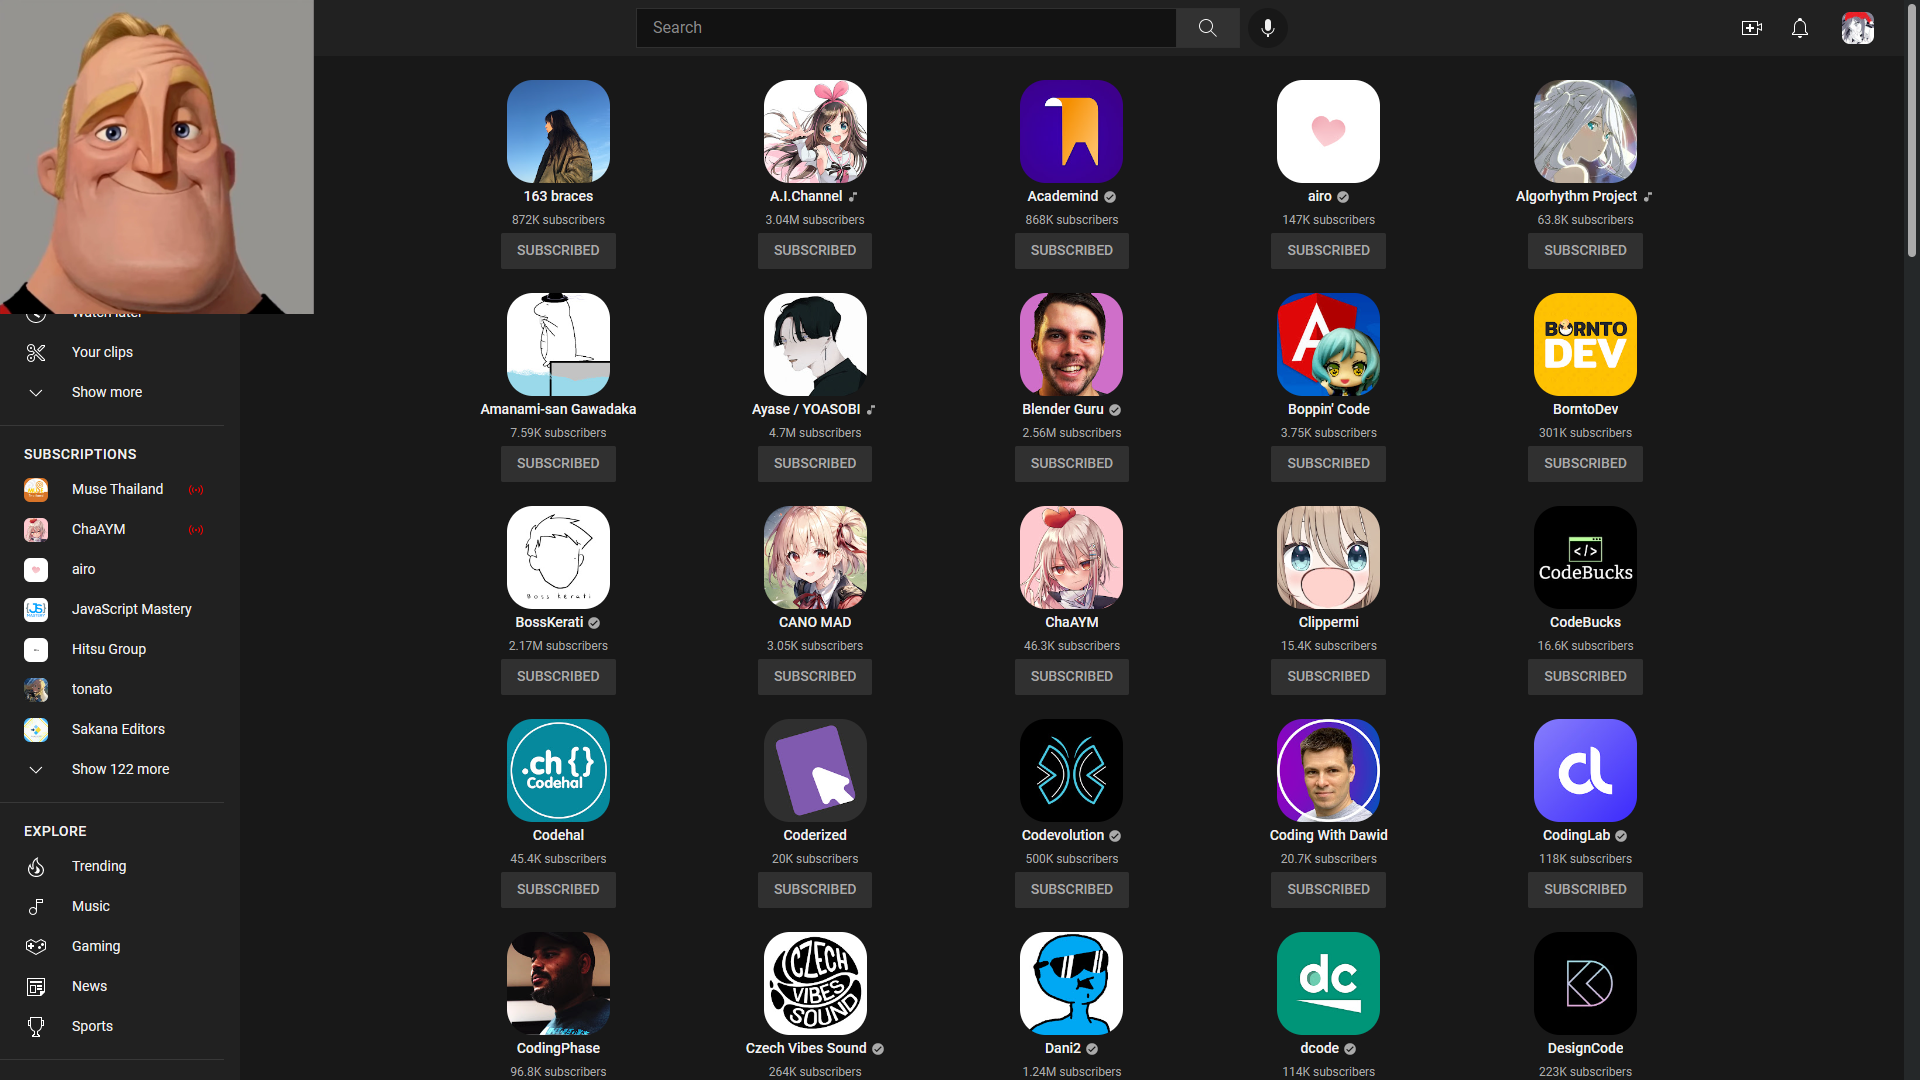 Search
163 braces
872K subscribers
SUBSCRIBED
A.I.Channel
3.04M subscribers
SUBSCRIBED
Academind
868K subscribers
SUBSCRIBED
airo
147K subscribers
SUBSCRIBED
Algorhythm Project
63.8K subscribers
SUBSCRIBED
BORNTO
DEV
Amanami-san Gawadaka
7.59K subscribers
SUBSCRIBED
Ayase / YOASOBI
4.7M subscribers
SUBSCRIBED
Blender Guru
2.56M subscribers
SUBSCRIBED
Boppin' Code
3.75K subscribers
SUBSCRIBED
BorntoDev
301K subscribers
SUBSCRIBED
Boss Kerati
</>
CodeBucks
BossKerati
2.17M subscribers
SUBSCRIBED
CANO MAD
3.05K subscribers
SUBSCRIBED
ChaAYM
46.3K subscribers
SUBSCRIBED
Clippermi
15.4K subscribers
SUBSCRIBED
CodeBucks
16.6K subscribers
SUBSCRIBED
.ch {}
Codehal
cl
Codehal
45.4K subscribers
SUBSCRIBED
Coderized
20K subscribers
SUBSCRIBED
Codevolution
500K subscribers
SUBSCRIBED
Coding With Dawid
20.7K subscribers
SUBSCRIBED
CodingLab
118K subscribers
SUBSCRIBED
CZECH
VIBES
SOUND
dc
CodingPhase
96.8K subscribers
Czech Vibes Sound
264K subscribers
Dani2
1.24M subscribers
dcode
114K subscribers
DesignCode
223K subscribers
Watch later
Your clips
Show more
SUBSCRIPTIONS
Muse Thailand
ChaAYM
airo
JavaScript Mastery
Hitsu Group
tonato
Sakana Editors
Show 122 more
EXPLORE
Trending
Music
Gaming
News
Sports